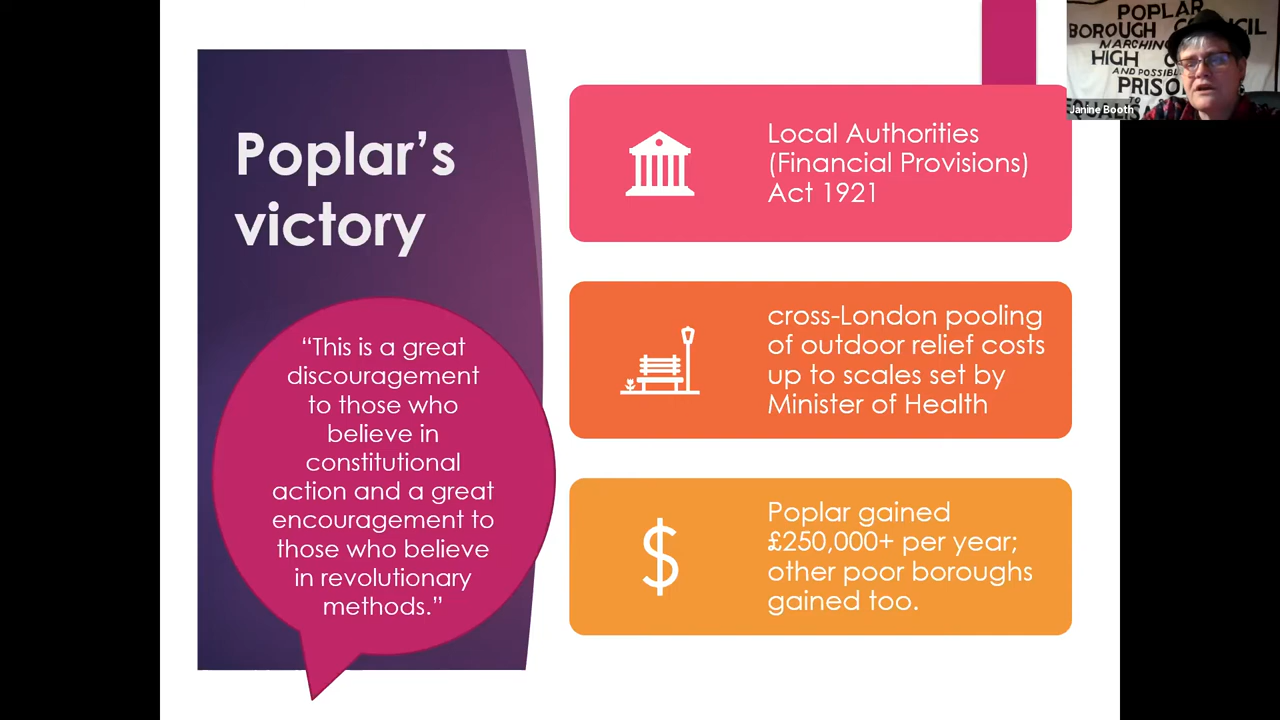 Poplar's
victory
“This is a great
discouragement
to those who
believe in
constitutional
action and a great
encouragement to
those who believe
in revolutionary
methods.”
Local Authorities
(Financial Provisions)
Act 1921
cross-London pooling
of outdoor relief costs
up to scales set by
Minister of Health
$
Poplar gained
£250,000+ per year;
other poor boroughs
gained too.
POPLAR
BOROUGH
MARCHING
HIGH
AND POSSIBLY
Janine Booth